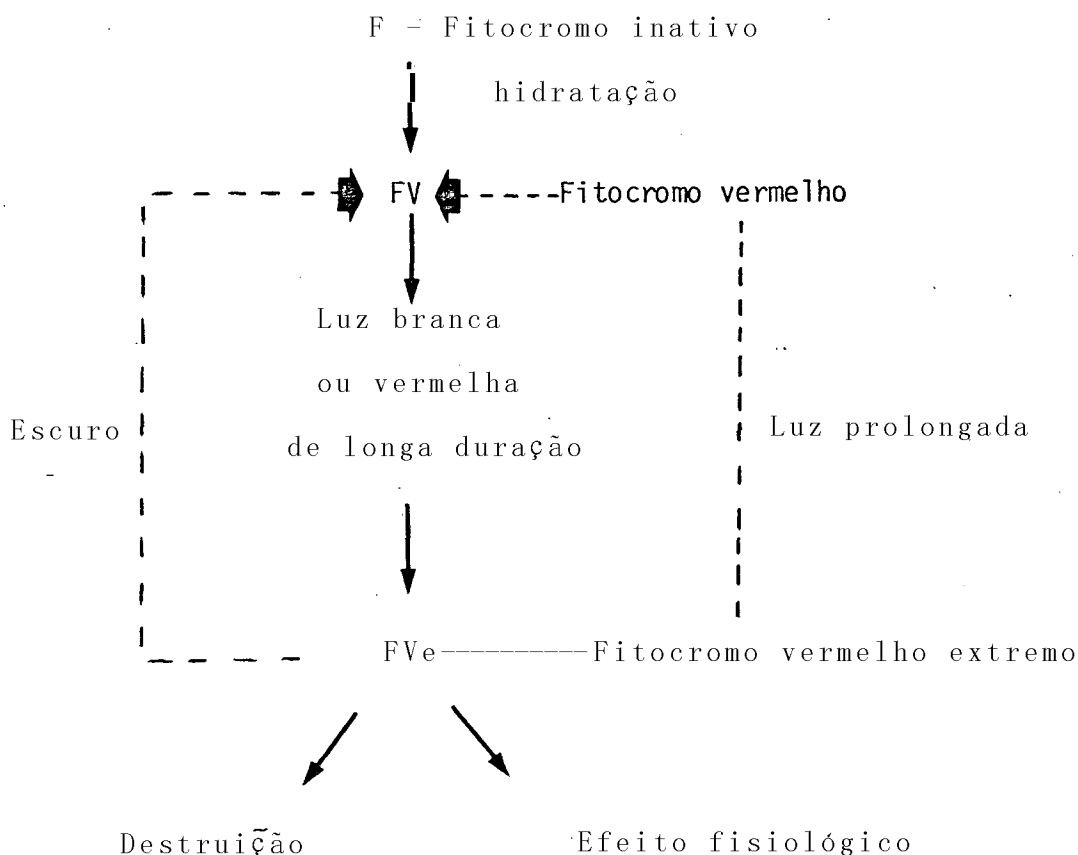 F - Fitocromo inativo
hidratação
FV
Fitocromo vermelho
Luz branca
ou vermelha
de longa duração
Escuro
Luz prolongada
FVe----------Fitocromo vermelho extremo
Destruição
Efeito fisiológico